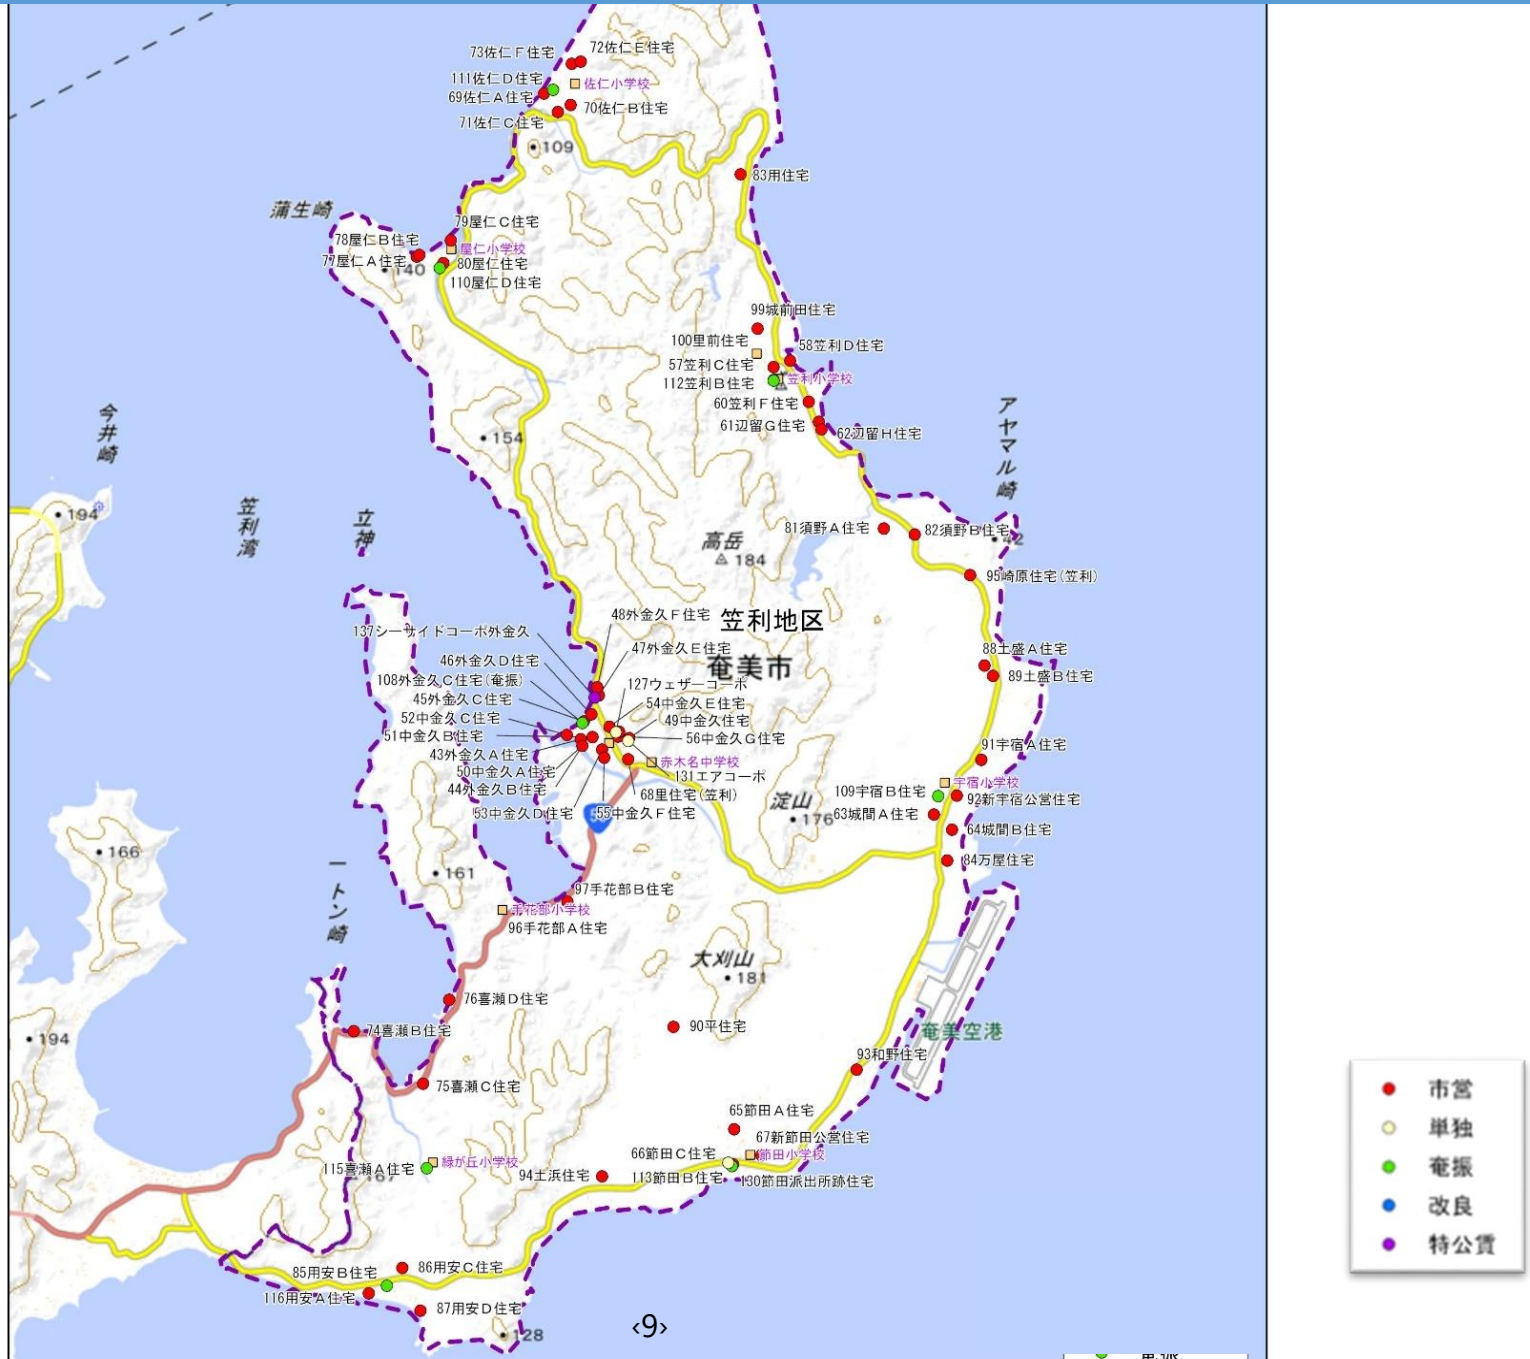 73佐仁Ｆ住宅
72佐仁Ｅ住宅
111佐仁Ｄ住宅
佐仁小学校
69佐仁Ａ住宅
70佐仁Ｂ住宅
71佐仁Ｃ住宅
109
83用住宅
蒲生崎
79屋仁Ｃ住宅
78屋仁Ｂ住宅
屋仁小学校
77屋仁Ａ住宅
140
80屋仁住宅
110屋仁Ｄ住宅
99城前田住宅
100里前住宅
58笠利Ｄ住宅
57笠利Ｃ住宅
112笠利Ｂ住宅
笠利小学校
60笠利Ｆ住宅
61辺留Ｇ住宅
62辺留Ｈ住宅
今井崎
アヤマル崎
154
194
笠利湾
立神
81須野Ａ住宅
82須野Ｂ住宅
42
高岳
184
95崎原住宅(笠利)
48外金久Ｆ住宅
笠利地区
137シーサイドコーポ外金久
47外金久Ｅ住宅
奄美市
46外金久Ｄ住宅
88土盛Ａ住宅
108外金久Ｃ住宅(奄振)
127ウェザーコーポ
89土盛Ｂ住宅
45外金久Ｃ住宅
54中金久Ｅ住宅
52中金久Ｃ住宅
49中金久住宅
51中金久Ｂ住宅
56中金久Ｇ住宅
43外金久Ａ住宅
赤木名中学校
91宇宿Ａ住宅
50中金久Ａ住宅
131エアコーポ
宇宿小学校
44外金久Ｂ住宅
68里住宅(笠利)
109宇宿Ｂ住宅
92新宇宿公営住宅
53中金久Ｄ住宅
55中金久Ｆ住宅
淀山
176
63城間Ａ住宅
64城間Ｂ住宅
166
84万屋住宅
161
一トン崎
97手花部Ｂ住宅
手花部小学校
96手花部Ａ住宅
大刈山
181
76喜瀬Ｄ住宅
90平住宅
74喜瀬Ｂ住宅
194
奄美空港
93和野住宅
75喜瀬Ｃ住宅
65節田Ａ住宅
67新節田公営住宅
66節田Ｃ住宅
節田小学校
緑が丘小学校
115喜瀬Ａ住宅
167
94土浜住宅
113節田Ｂ住宅
130節田派出所跡住宅
85用安Ｂ住宅
86用安Ｃ住宅
116用安Ａ住宅
87用安Ｄ住宅
128
‹9›
市営
単独
奄振
改良
特公賃